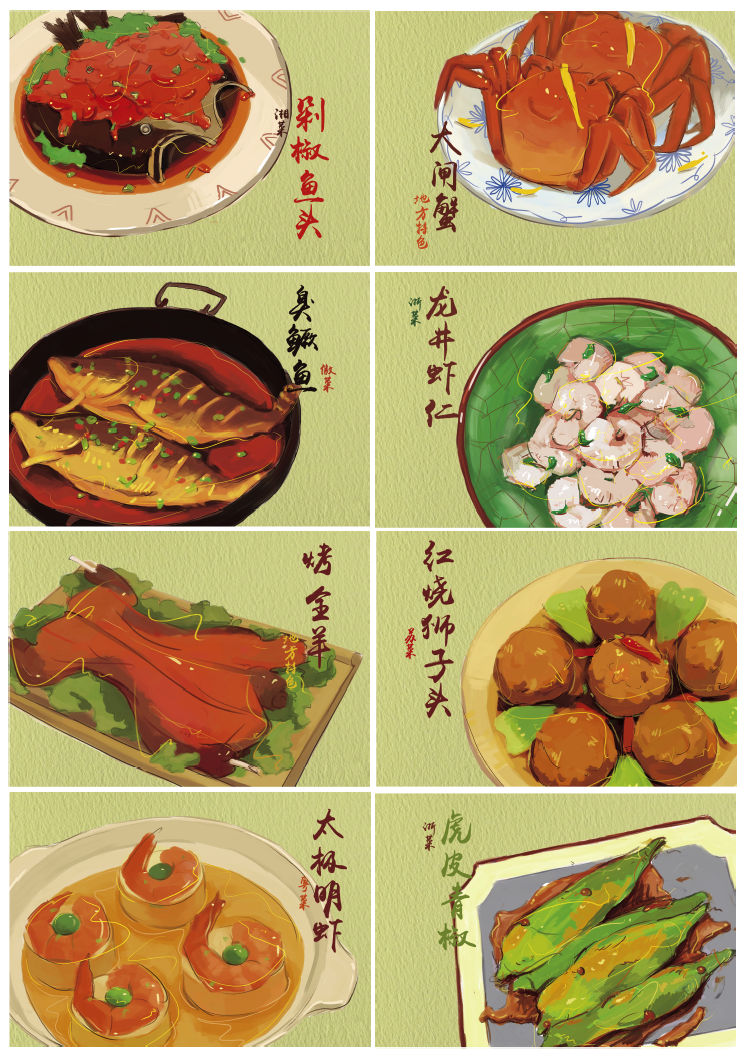 剁椒鱼头
湘菜
大闸蟹
地方特色
臭鳜鱼
徽菜
龙井虾仁
浙菜
烤全羊
地方特色
红烧狮子头
苏菜
太极明虾
粤菜
虎皮青椒
浙菜